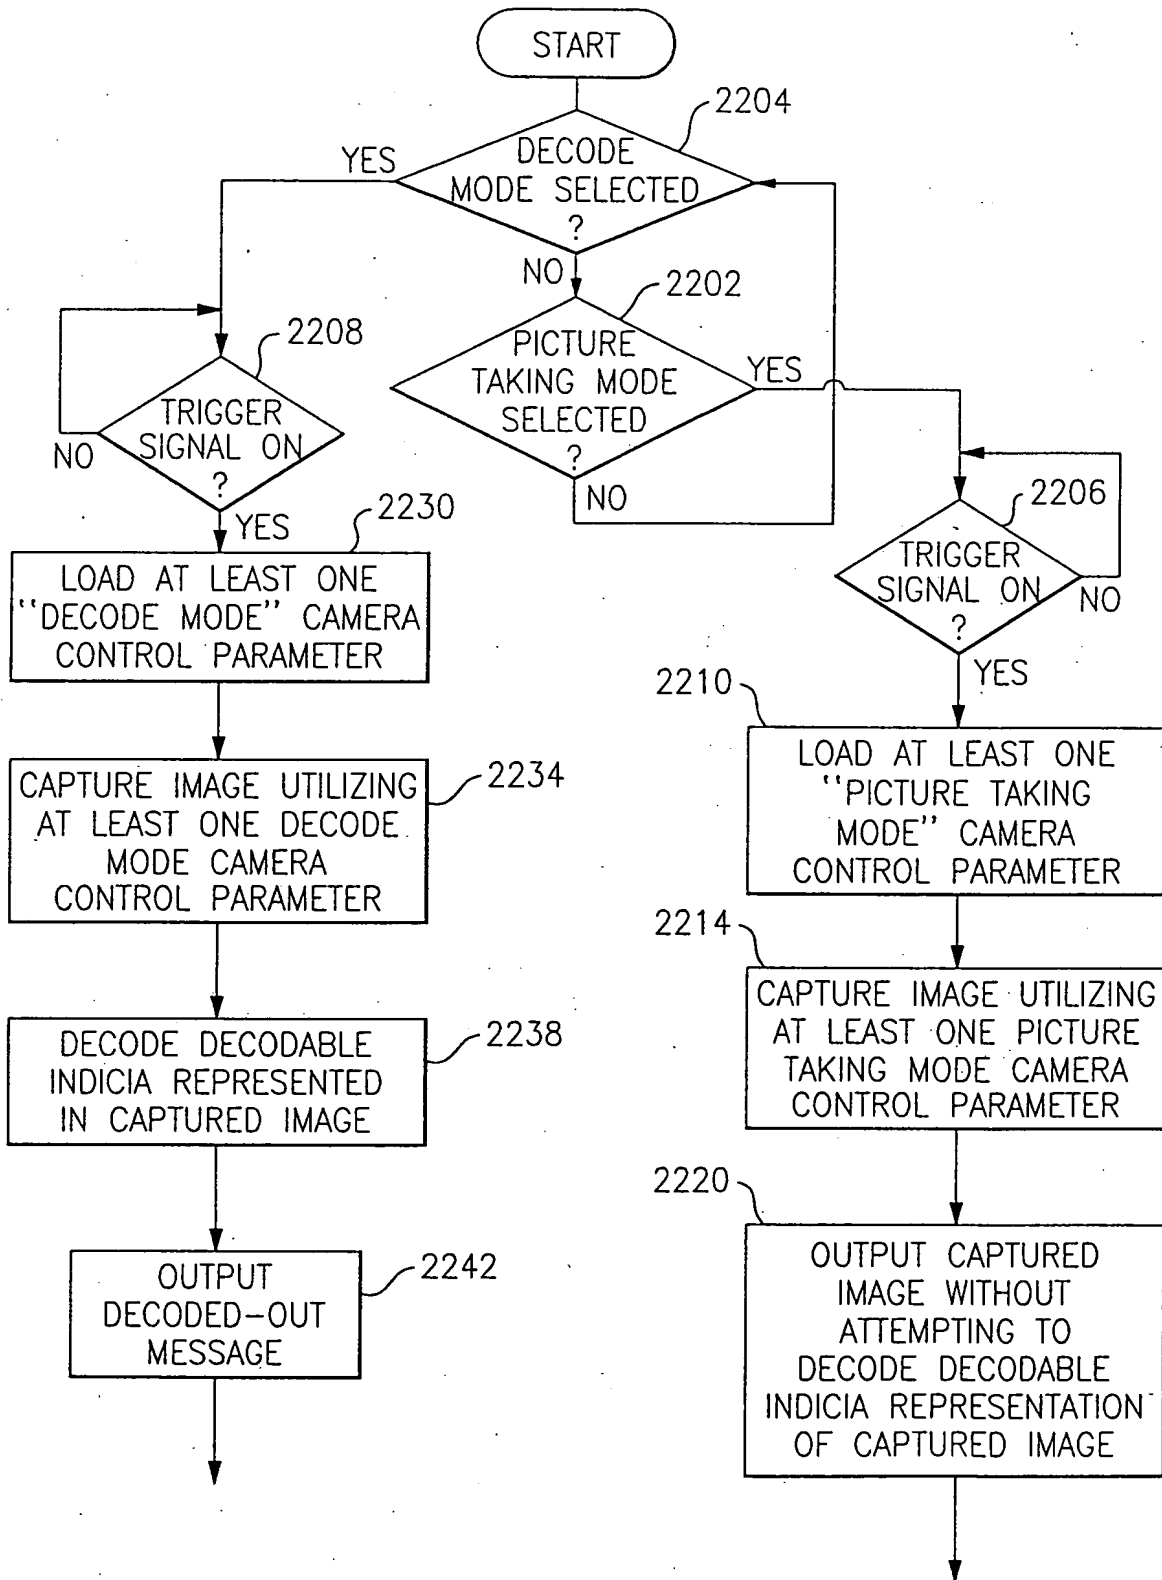 START
2204
DECODE
MODE SELECTED
?
YES
NO
2202
PICTURE
TAKING MODE
SELECTED
?
YES
NO
2208
TRIGGER
SIGNAL ON
?
NO
YES
2230
LOAD AT LEAST ONE
"DECODE MODE" CAMERA
CONTROL PARAMETER
2234
CAPTURE IMAGE UTILIZING
AT LEAST ONE DECODE
MODE CAMERA
CONTROL PARAMETER
2238
DECODE DECODABLE
INDICIA REPRESENTED
IN CAPTURED IMAGE
2242
OUTPUT
DECODED-OUT
MESSAGE
2206
TRIGGER
SIGNAL ON
?
NO
YES
2210
LOAD AT LEAST ONE
"PICTURE TAKING
MODE" CAMERA
CONTROL PARAMETER
2214
CAPTURE IMAGE UTILIZING
AT LEAST ONE PICTURE
TAKING MODE CAMERA
CONTROL PARAMETER
2220
OUTPUT CAPTURED
IMAGE WITHOUT
ATTEMPTING TO
DECODE DECODABLE
INDICIA REPRESENTATION
OF CAPTURED IMAGE